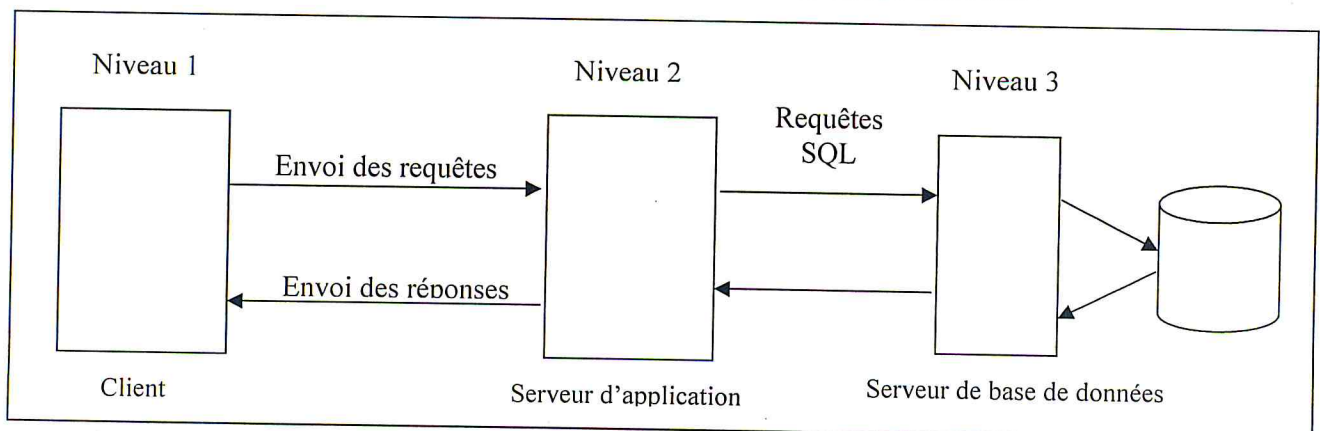 Niveau 1
Niveau 2
Niveau 3
Requêtes
SQL
Envoi des requêtes
Envoi des réponses
Client
Serveur d'application
Serveur de base de données